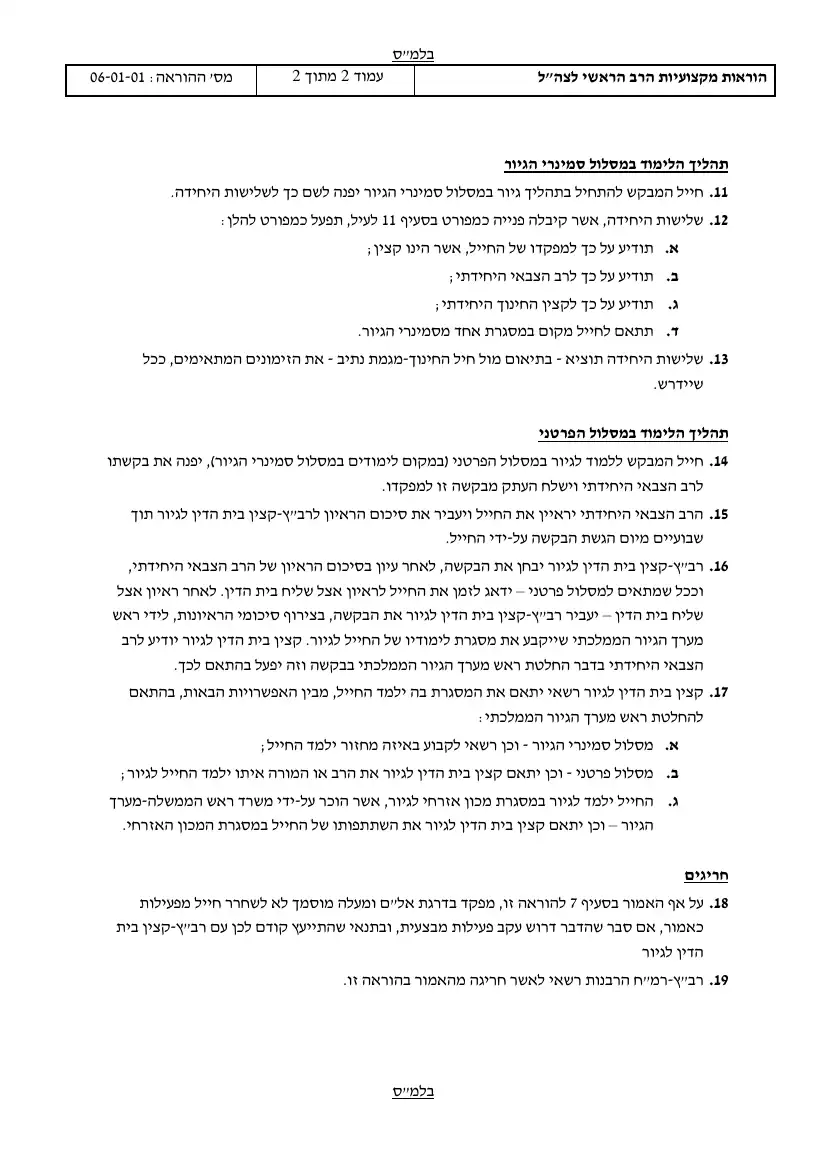 בלמ״ס
הוראות מקצועיות הרב הראשי לצה״ל עמוד 2 מתוך 2 מס׳ ההוראה: 06-01-01
תהליך הלימוד במסלול סמינרי הגיור
11. חייל המבקש להתחיל בתהליך גיור במסלול סמינרי הגיור יפנה לשם כך לשלישות היחידה.
12. שלישות היחידה, אשר קיבלה פנייה כמפורט בסעיף 11 לעיל, תפעל כמפורט להלן:
א. תודיע על כך למפקדו של החייל, אשר הינו קצין;
ב. תודיע על כך לרב הצבאי היחידתי;
ג. תודיע על כך לקצין החינוך היחידתי;
ד. תתאם לחייל מקום במסגרת אחד מסמינרי הגיור.
13. שלישות היחידה תוציא - בתיאום מול חיל החינוך-מגמת נתיב - את הזימונים המתאימים, ככל
שיידרש.
תהליך הלימוד במסלול הפרטני
14. חייל המבקש ללמוד לגיור במסלול הפרטני (במקום לימודים במסלול סמינרי הגיור), יפנה את בקשתו
לרב הצבאי היחידתי וישלח העתק מבקשה זו למפקדו.
15. הרב הצבאי היחידתי יראיין את החייל ויעביר את סיכום הראיון לרב״ץ-קצין בית הדין לגיור תוך
שבועיים מיום הגשת הבקשה על-ידי החייל.
16. רב״ץ-קצין בית הדין לגיור יבחן את הבקשה, לאחר עיון בסיכום הראיון של הרב הצבאי היחידתי,
וככל שמתאים למסלול פרטני – ידאג לזמן את החייל לראיון אצל שליח בית הדין. לאחר ראיון אצל
שליח בית הדין – יעביר רב״ץ-קצין בית הדין לגיור את הבקשה, בצירוף סיכומי הראיונות, לידי ראש
מערך הגיור הממלכתי שייקבע את מסגרת לימודיו של החייל לגיור. קצין בית הדין לגיור יודיע לרב
הצבאי היחידתי בדבר החלטת ראש מערך הגיור הממלכתי בבקשה וזה יפעל בהתאם לכך.
17. קצין בית הדין לגיור רשאי יתאם את המסגרת בה ילמד החייל, מבין האפשרויות הבאות, בהתאם
להחלטת ראש מערך הגיור הממלכתי:
א. מסלול סמינרי הגיור - וכן רשאי לקבוע באיזה מחזור ילמד החייל;
ב. מסלול פרטני - וכן יתאם קצין בית הדין לגיור את הרב או המורה איתו ילמד החייל לגיור;
ג. החייל ילמד לגיור במסגרת מכון אזרחי לגיור, אשר הוכר על-ידי משרד ראש הממשלה-מערך
הגיור – וכן יתאם קצין בית הדין לגיור את השתתפותו של החייל במסגרת המכון האזרחי.
חריגים
18. על אף האמור בסעיף 7 להוראה זו, מפקד בדרגת אל״ם ומעלה מוסמך לא לשחרר חייל מפעילות
כאמור, אם סבר שהדבר דרוש עקב פעילות מבצעית, ובתנאי שהתייעץ קודם לכן עם רב״ץ-קצין בית
הדין לגיור
19. רב״ץ-רמ״ח הרבנות רשאי לאשר חריגה מהאמור בהוראה זו.
בלמ״ס